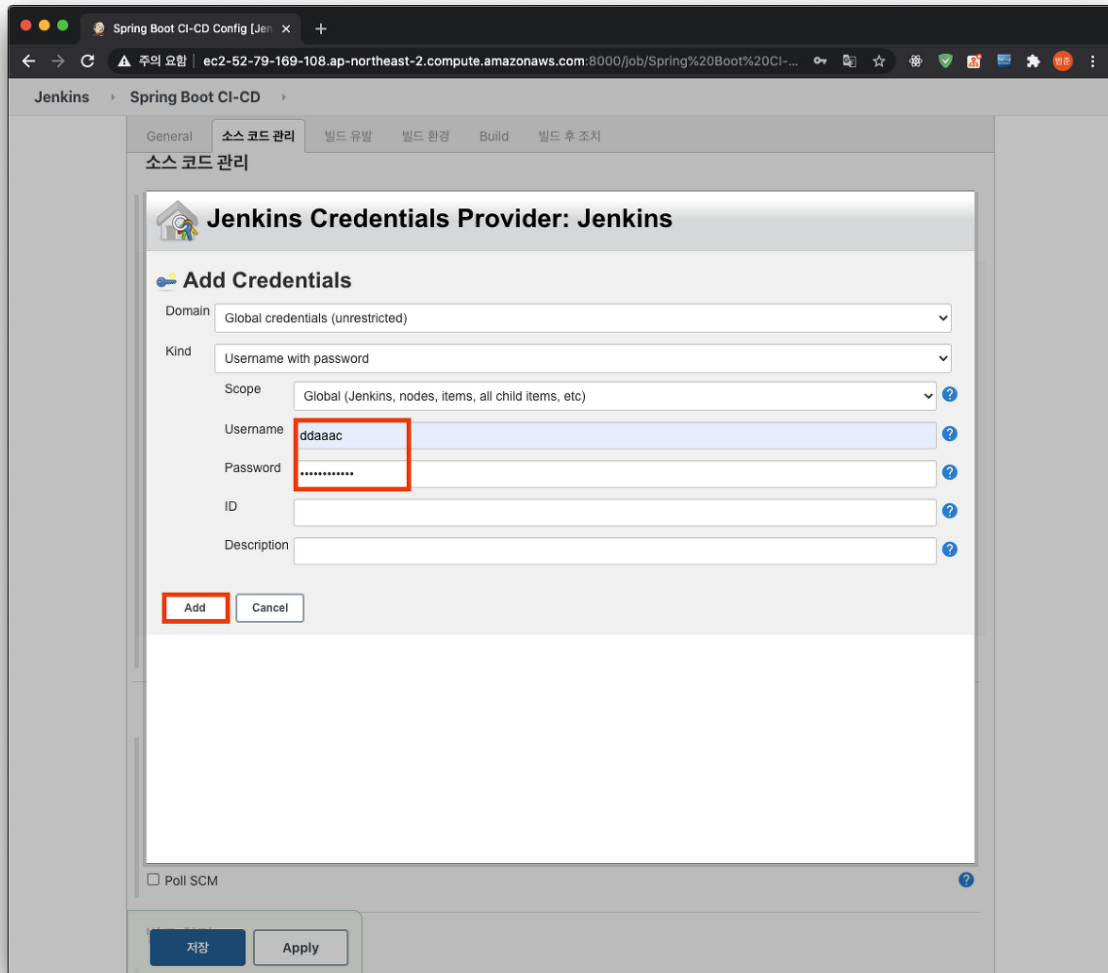 Spring Boot CI-CD Config [Jen
주의 요함 | ec2-52-79-169-108.ap-northeast-2.compute.amazonaws.com:8000/job/Spring%20Boot%20CI-... 범준
Jenkins Spring Boot CI-CD
General 소스 코드 관리 빌드 유발 빌드 환경 Build 빌드 후 조치
소스 코드 관리
Jenkins Credentials Provider: Jenkins
Add Credentials
Domain Global credentials (unrestricted)
Kind Username with password
Scope Global (Jenkins, nodes, items, all child items, etc)
Username ddaaac
Password ••••••••••••
ID
Description
Add Cancel
Poll SCM
저장 Apply